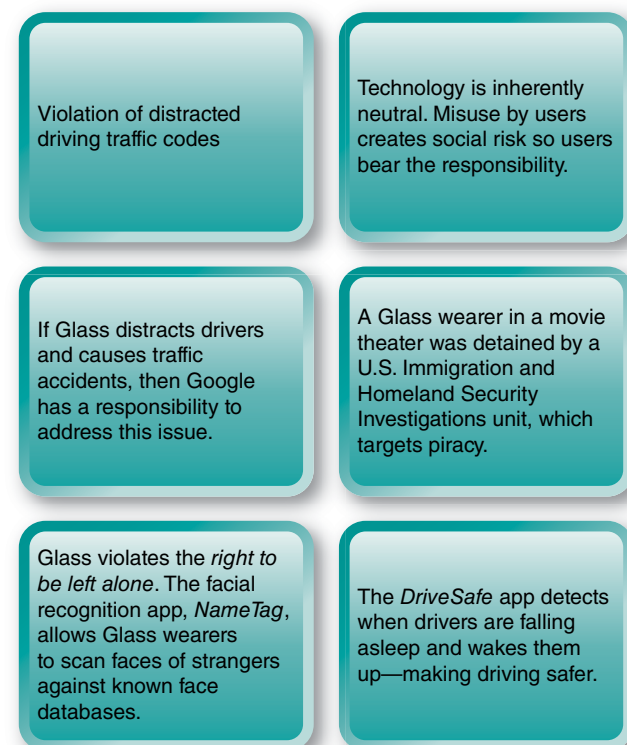 Violation of distracted
driving traffic codes
Technology is inherently
neutral. Misuse by users
creates social risk so users
bear the responsibility.
If Glass distracts drivers
and causes traffic
accidents, then Google
has a responsibility to
address this issue.
A Glass wearer in a movie
theater was detained by a
U.S. Immigration and
Homeland Security
Investigations unit, which
targets piracy.
Glass violates the right to
be left alone. The facial
recognition app, NameTag,
allows Glass wearers
to scan faces of strangers
against known face
databases.
The DriveSafe app detects
when drivers are falling
asleep and wakes them
up—making driving safer.